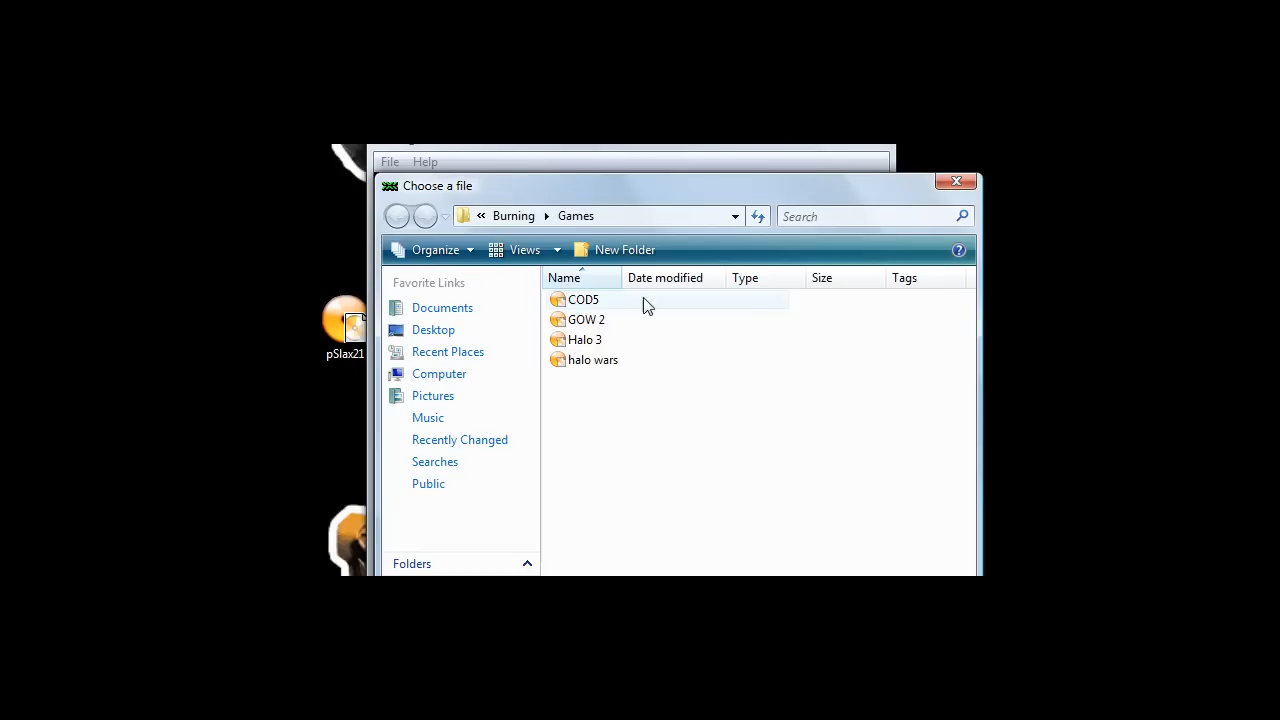 File Help
Choose a file
« Burning Games Search
Organize Views New Folder
Favorite Links
Documents
Desktop
Recent Places
Computer
Pictures
Music
Recently Changed
Searches
Public
Folders
Name Date modified Type Size Tags
COD5
GOW 2
Halo 3
halo wars
pSlax21